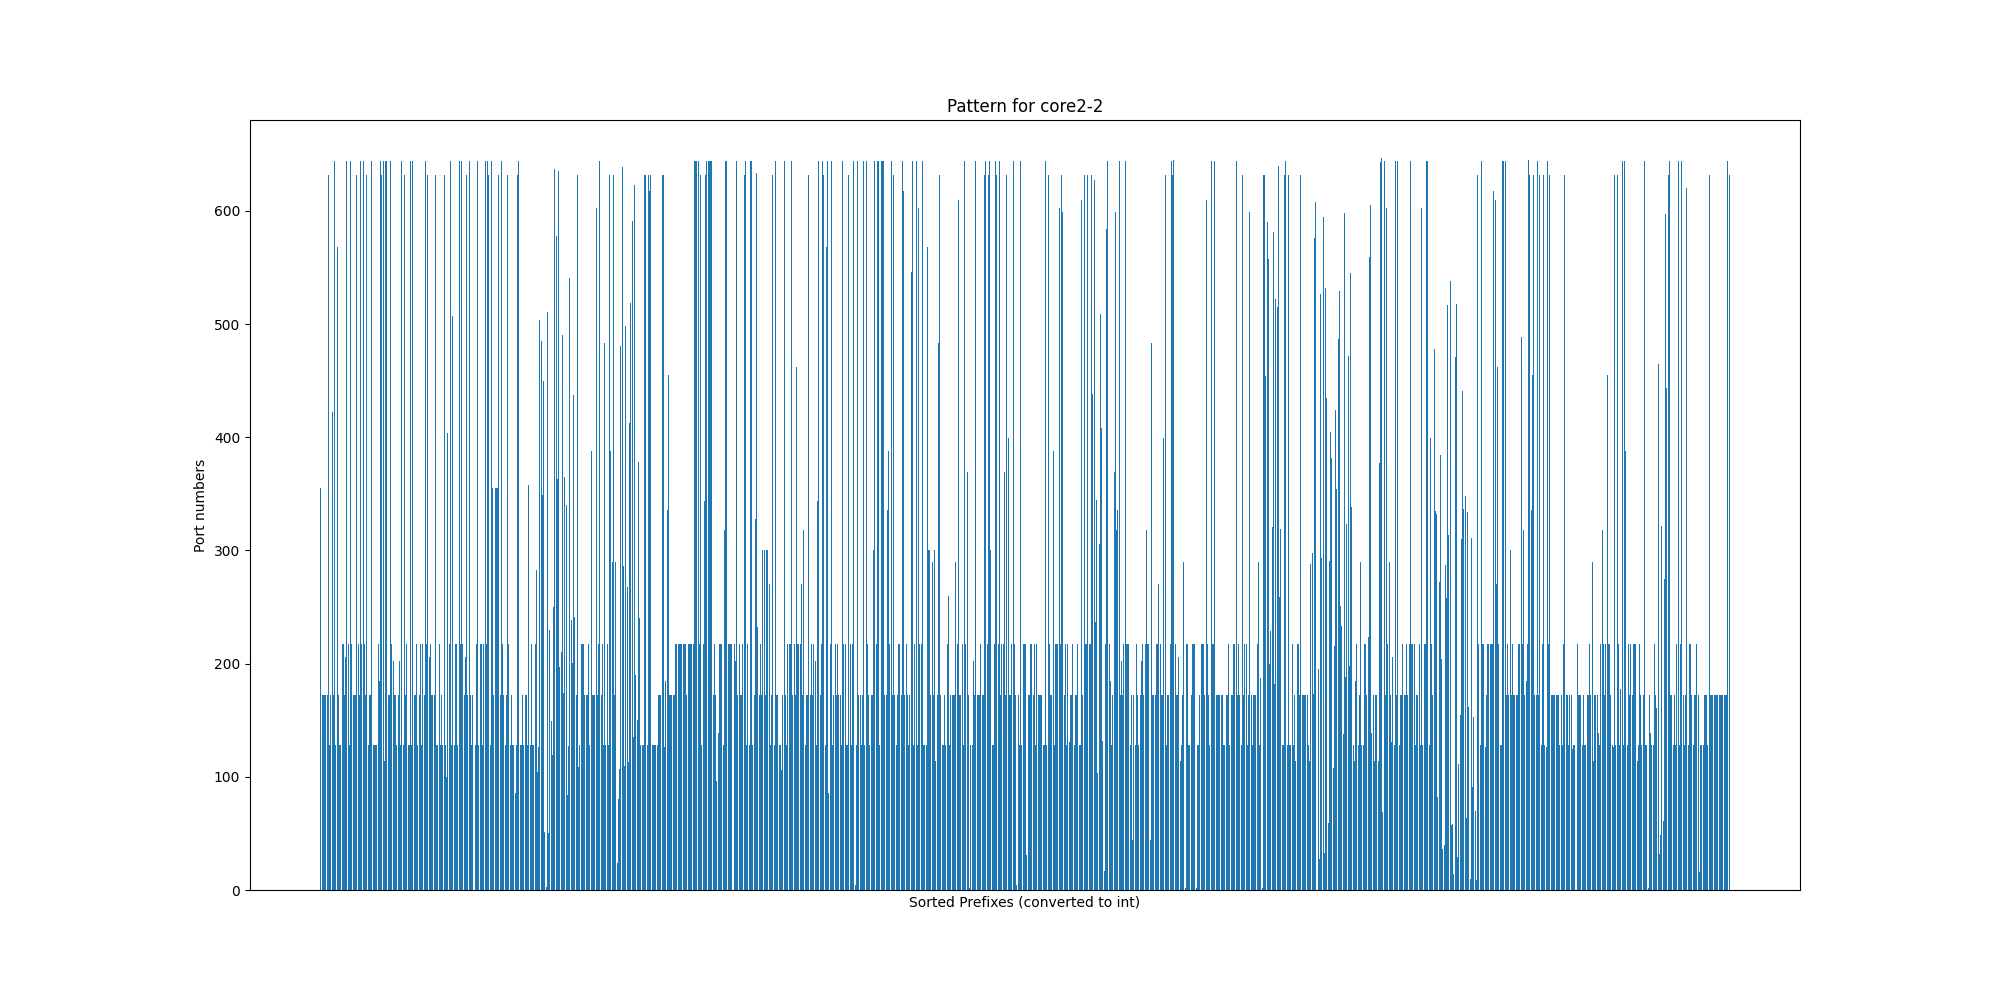 Pattern for core2-2
600
500
400
300
200
100
0
Port numbers
Sorted Prefixes (converted to int)